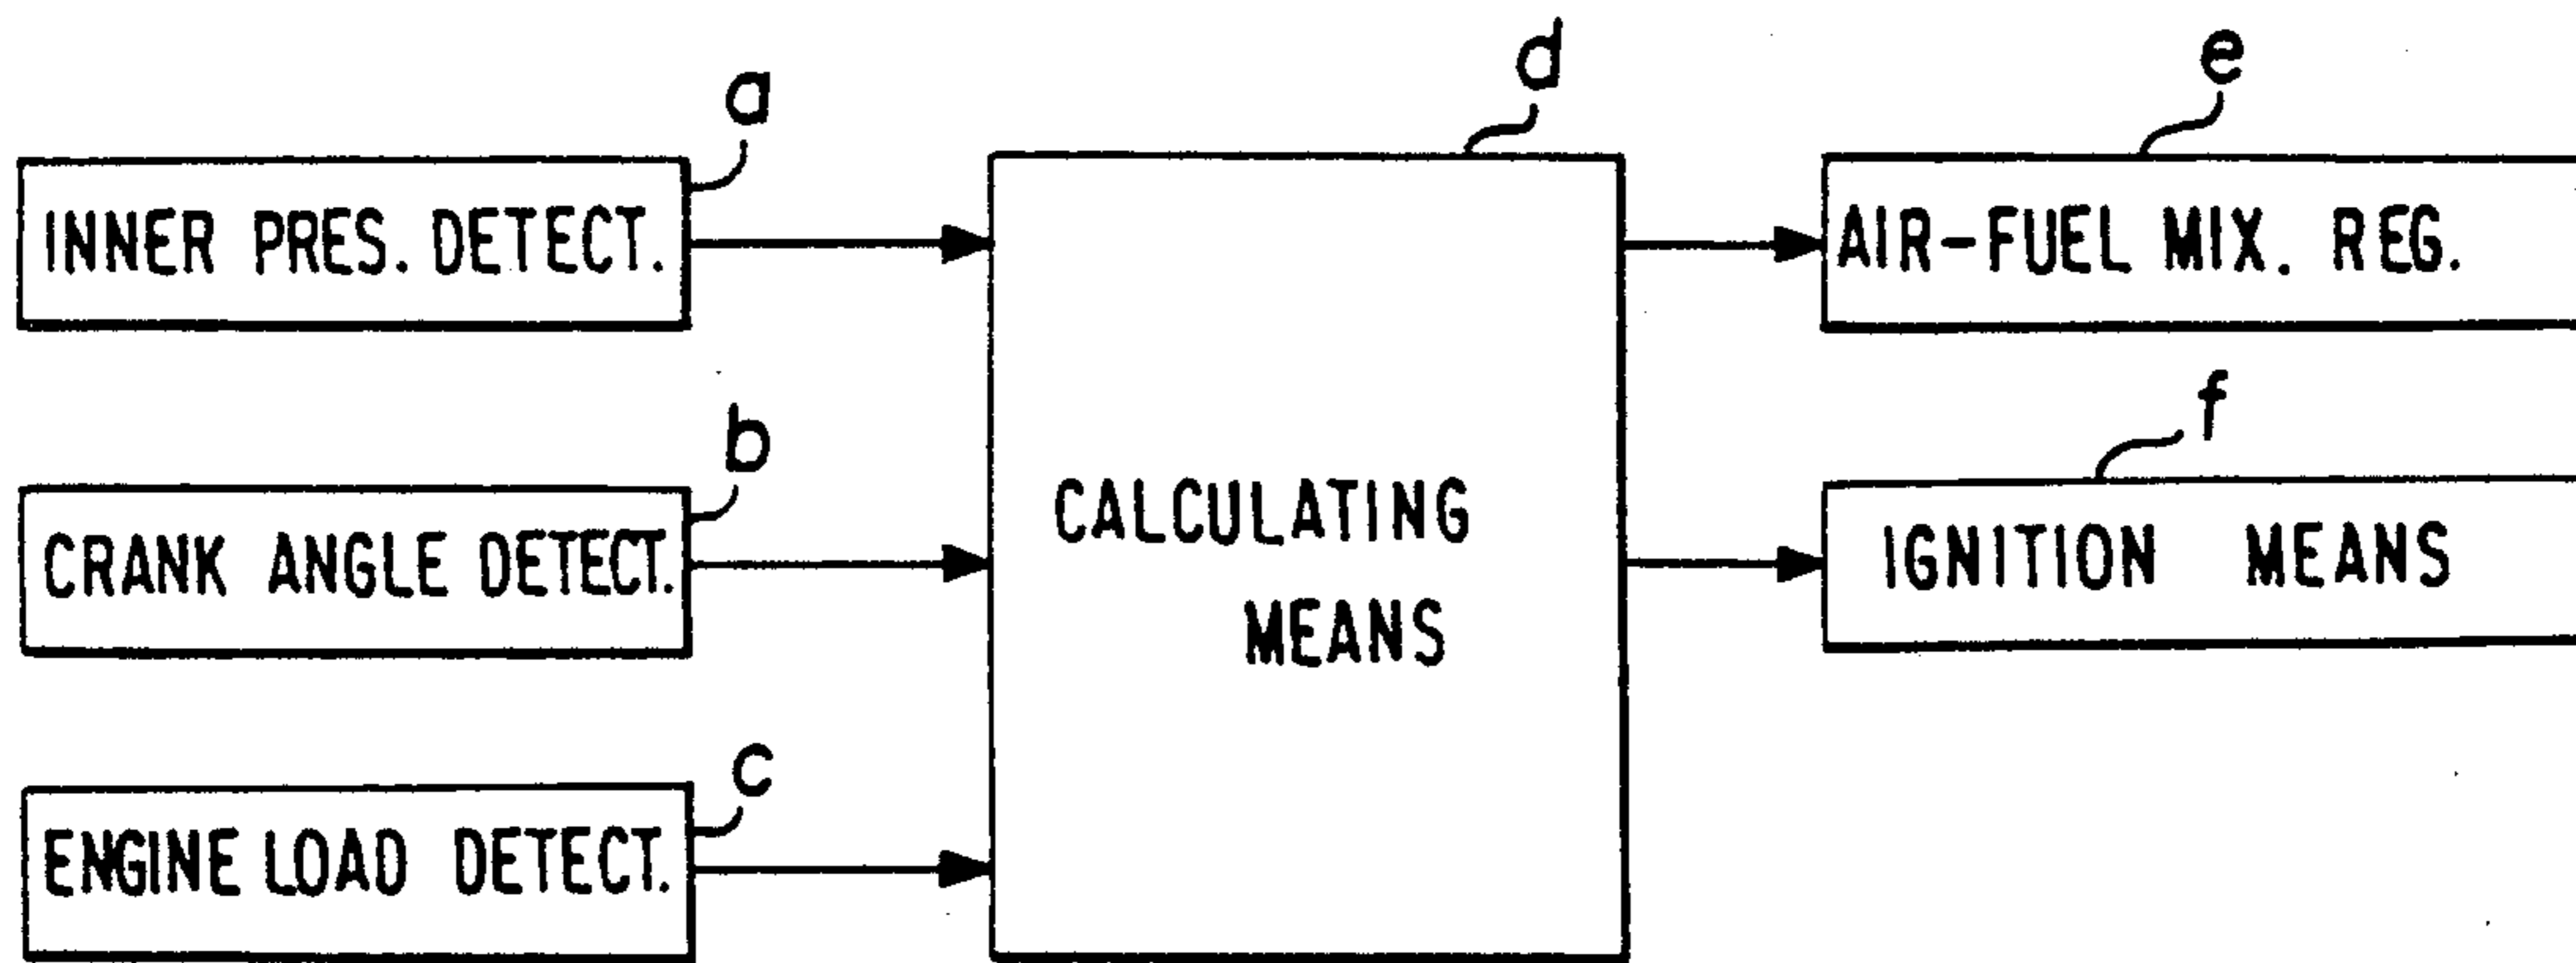 a
INNER PRES. DETECT.
b
CRANK ANGLE DETECT.
c
ENGINE LOAD DETECT.
d
CALCULATING
MEANS
e
AIR-FUEL MIX. REG.
f
IGNITION MEANS